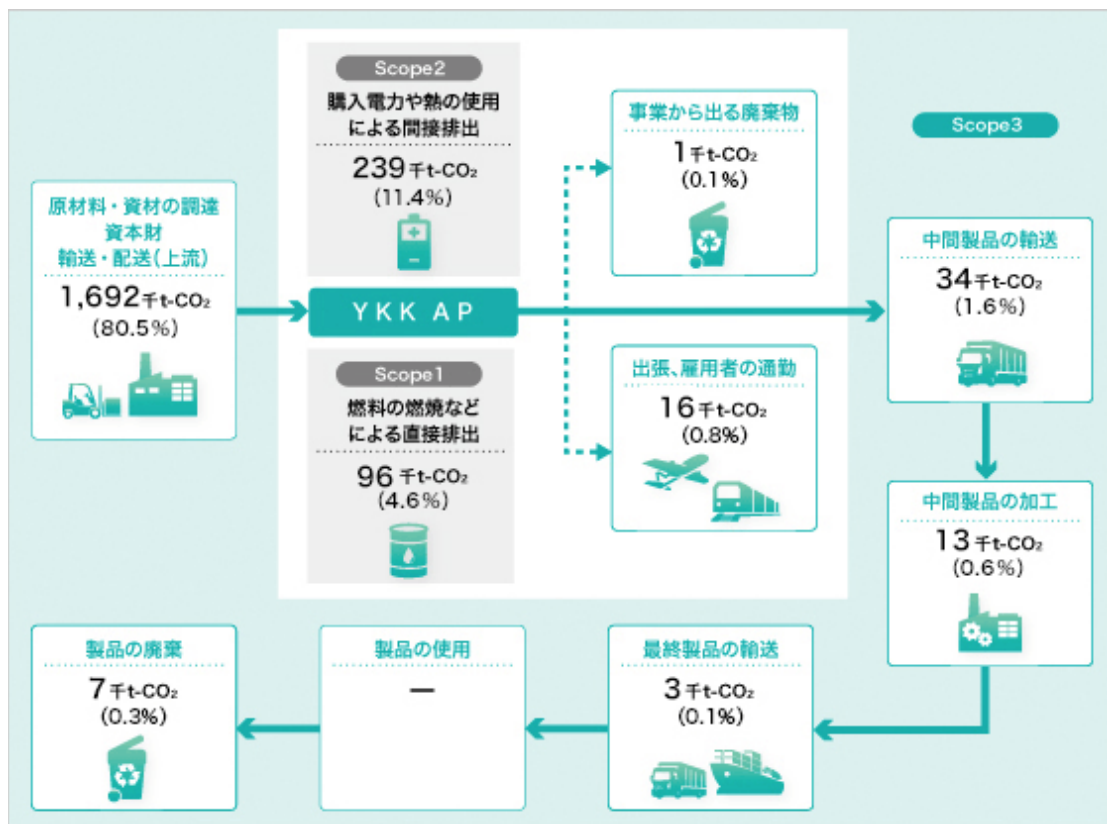 Scope2
購入電力や熱の使用
による間接排出
239千t-CO₂
(11.4%)
事業から出る廃棄物
1千t-CO₂
(0.1%)
Scope3
原材料・資材の調達
資本財
輸送・配送(上流)
1,692千t-CO₂
(80.5%)
YKK AP
中間製品の輸送
34千t-CO₂
(1.6%)
Scope1
燃料の燃焼など
による直接排出
96千t-CO₂
(4.6%)
出張、雇用者の通勤
16千t-CO₂
(0.8%)
中間製品の加工
13千t-CO₂
(0.6%)
最終製品の輸送
3千t-CO₂
(0.1%)
製品の使用
ー
製品の廃棄
7千t-CO₂
(0.3%)